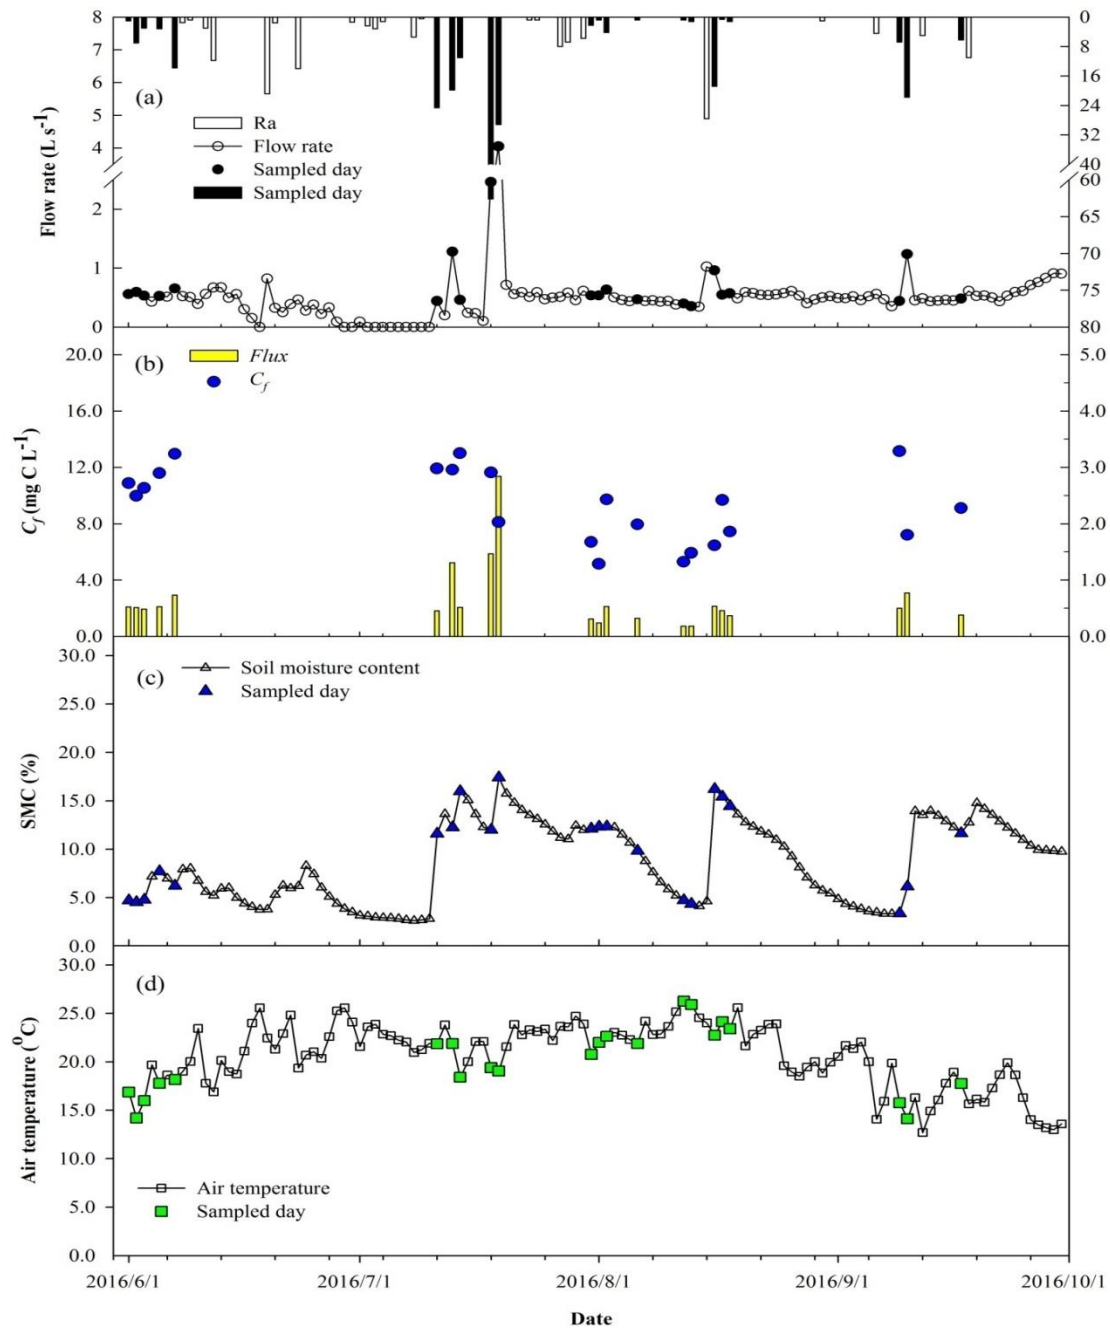 8
7
6
5
4
2
1
0
Flow rate (L s⁻¹)
(a)
Ra
Flow rate
Sampled day
Sampled day
0
8
16
24
32
40
60
65
70
75
80
20.0
16.0
12.0
8.0
4.0
0.0
C_f (mg C L⁻¹)
(b)
Flux
C_f
5.0
4.0
3.0
2.0
1.0
0.0
30.0
25.0
20.0
15.0
10.0
5.0
0.0
SMC (%)
(c)
Soil moisture content
Sampled day
30.0
25.0
20.0
15.0
10.0
5.0
0.0
Air temperature (°C)
(d)
Air temperature
Sampled day
2016/6/1 2016/7/1 2016/8/1 2016/9/1 2016/10/1
Date